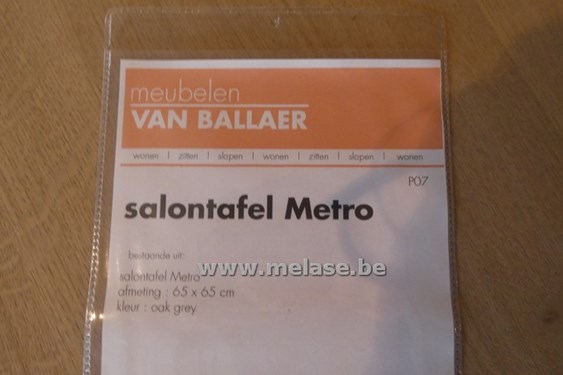 meubelen
VAN BALLAER
wonen | zitten | slapen | wonen | zitten | slapen | wonen
P07
salontafel Metro
bestaande uit:
www.melase.be
salontafel Metro
afmeting : 65 x 65 cm
kleur : oak grey